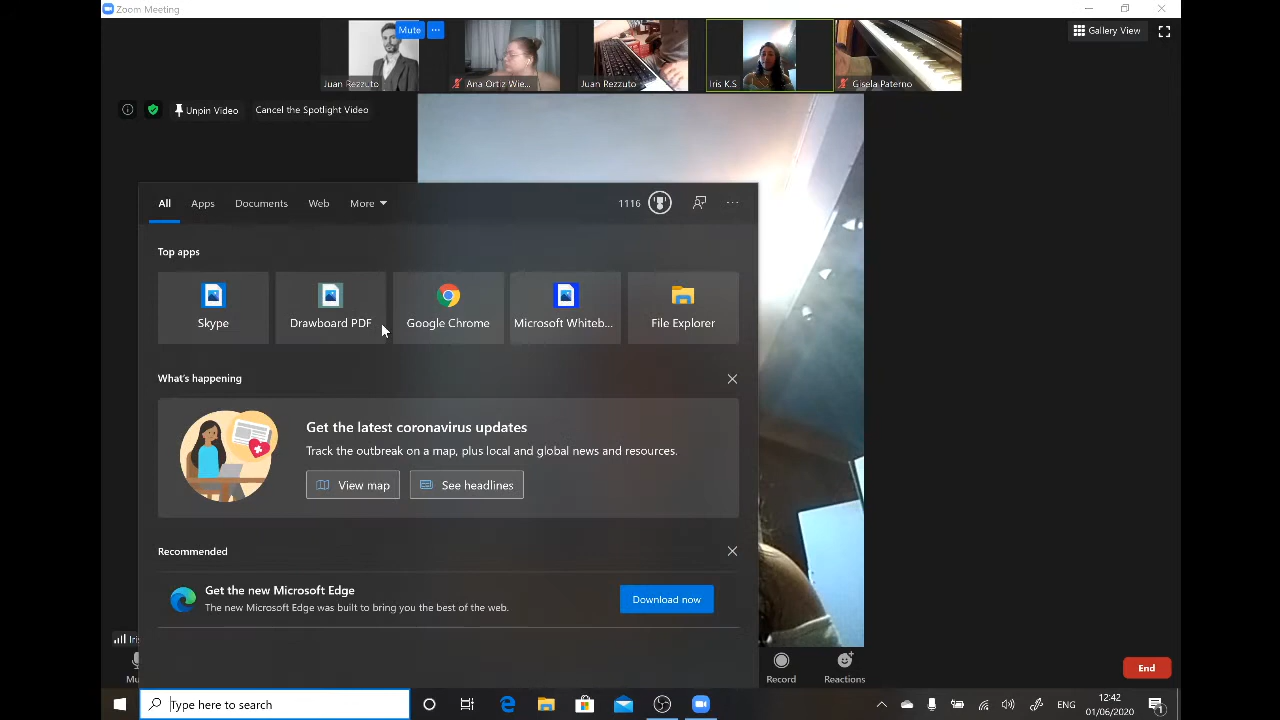 Zoom Meeting
Mute
Juan Rezzuto
Ana Ortiz Wie...
Juan Rezzuto
Iris K.S
Gisela Paterno
Gallery View
Unpin Video
Cancel the Spotlight Video
All
Apps
Documents
Web
More
1116
Top apps
Skype
Drawboard PDF
Google Chrome
Microsoft Whiteb...
File Explorer
What's happening
Get the latest coronavirus updates
Track the outbreak on a map, plus local and global news and resources.
View map
See headlines
Recommended
Get the new Microsoft Edge
The new Microsoft Edge was built to bring you the best of the web.
Download now
Record
Reactions
End
Type here to search
ENG
12:42
01/06/2020
1